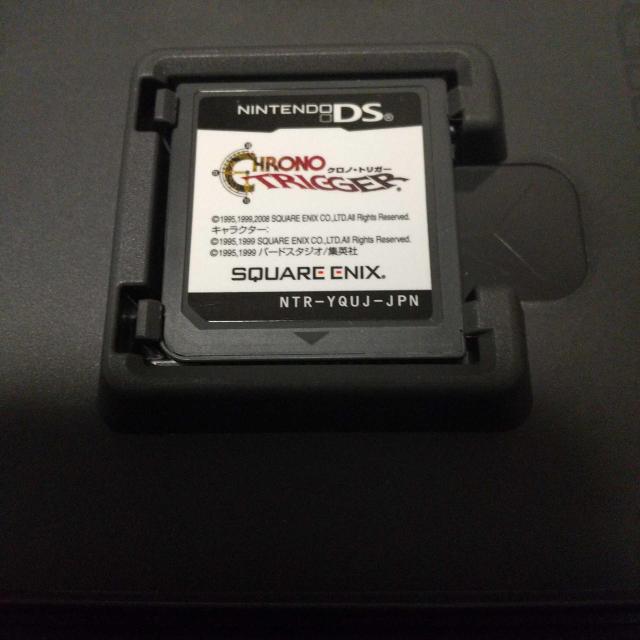 NINTENDO DS®
CHRONO クロノ・トリガー
TRIGGER®
©1995,1999,2008 SQUARE ENIX CO.,LTD.All Rights Reserved.
キャラクター:
©1995,1999 SQUARE ENIX CO.,LTD.All Rights Reserved.
©1995,1999 バードスタジオ/集英社
SQUARE ENIX®
NTR-YQUJ-JPN